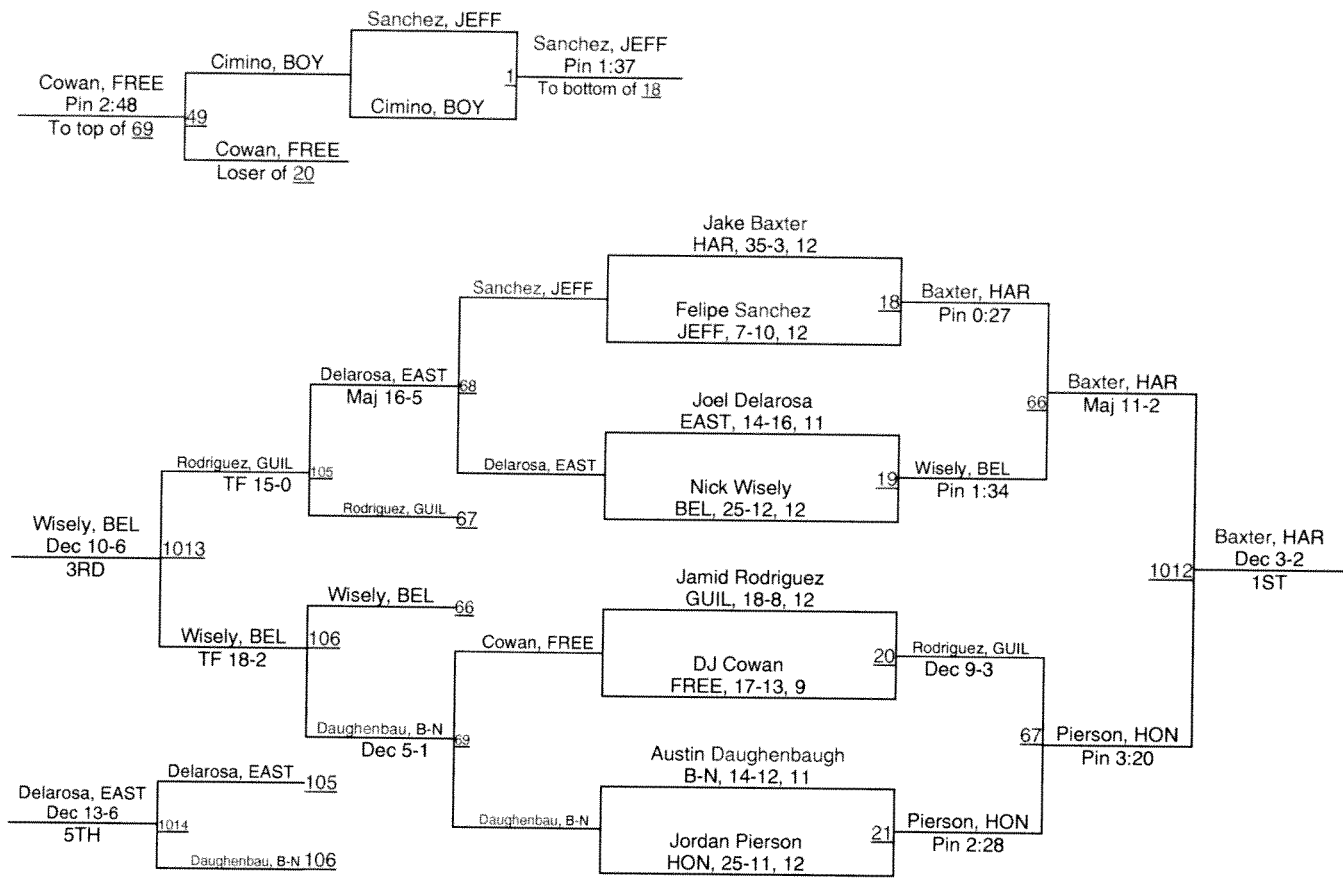 Sanchez, JEFF
Cimino, BOY
Cimino, BOY
1
Sanchez, JEFF
Pin 1:37
To bottom of 18
Cowan, FREE
Pin 2:48
To top of 69
49
Cowan, FREE
Loser of 20
Jake Baxter
HAR, 35-3, 12
Sanchez, JEFF
Felipe Sanchez
JEFF, 7-10, 12
18
Baxter, HAR
Pin 0:27
Delarosa, EAST
Maj 16-5
68
Joel Delarosa
EAST, 14-16, 11
66
Baxter, HAR
Maj 11-2
Rodriguez, GUIL
TF 15-0
105
Delarosa, EAST
Nick Wisely
BEL, 25-12, 12
19
Wisely, BEL
Pin 1:34
Rodriguez, GUIL
67
Wisely, BEL
Dec 10-6
3RD
1013
Jamid Rodriguez
GUIL, 18-8, 12
1012
Baxter, HAR
Dec 3-2
1ST
Wisely, BEL
66
Wisely, BEL
TF 18-2
106
Cowan, FREE
DJ Cowan
FREE, 17-13, 9
20
Rodriguez, GUIL
Dec 9-3
Daughenbau, B-N
Dec 5-1
69
Austin Daughenbaugh
B-N, 14-12, 11
67
Pierson, HON
Pin 3:20
Delarosa, EAST
105
Delarosa, EAST
Dec 13-6
5TH
1014
Daughenbau, B-N
106
Daughenbau, B-N
Jordan Pierson
HON, 25-11, 12
21
Pierson, HON
Pin 2:28